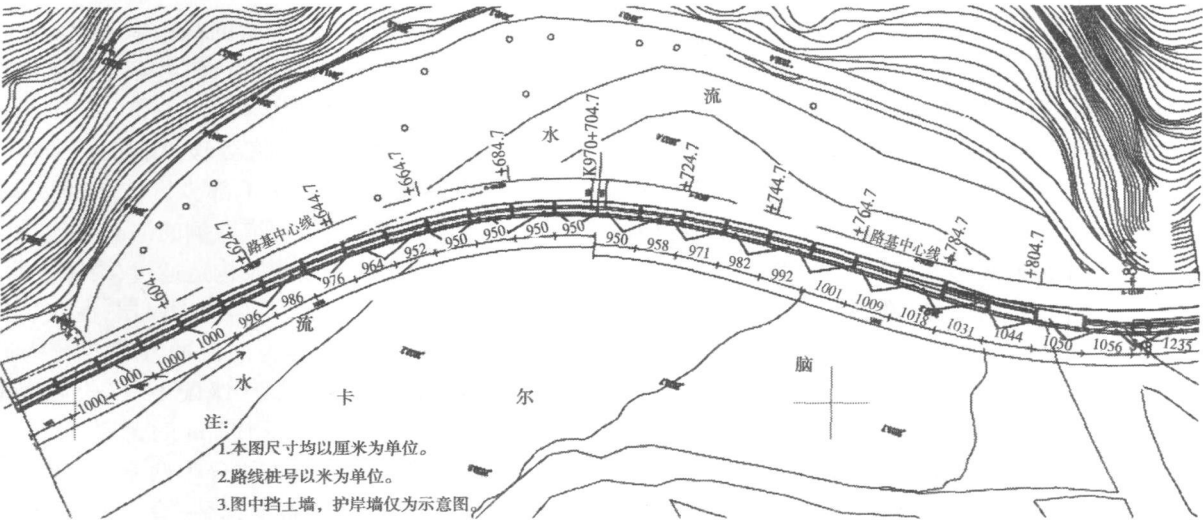 流
水
K970+704.7
+684.7
+664.7
+644.7
+624.7
+604.7
+724.7
+744.7
+764.7
+784.7
+804.7
路基中心线
路基中心线
1000
1000
1000
1000
996
986
976
964
952
950
950
950
950
950
958
971
982
992
1001
1009
1018
1031
1044
1050
1056
1235
流
水
卡
尔
脑
注：
1.本图尺寸均以厘米为单位。
2.路线桩号以米为单位。
3.图中挡土墙，护岸墙仅为示意图。